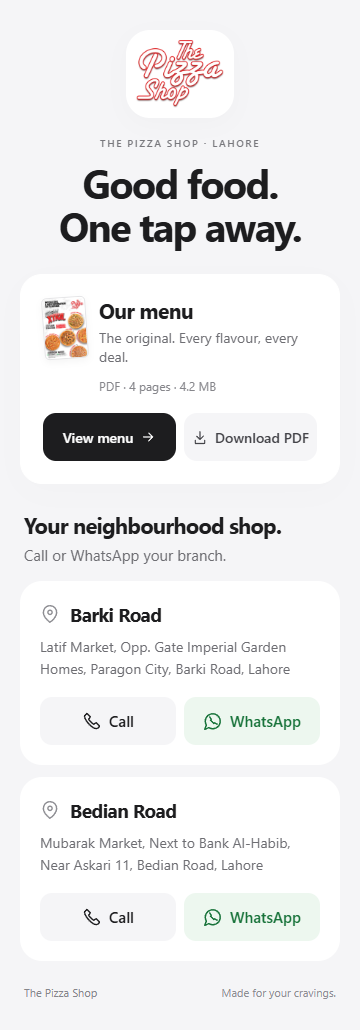 The
Pizza
Shop
THE PIZZA SHOP · LAHORE
Good food.
One tap away.
Our menu
The original. Every flavour, every
deal.
PDF · 4 pages · 4.2 MB
View menu →
Download PDF
Your neighbourhood shop.
Call or WhatsApp your branch.
Barki Road
Latif Market, Opp. Gate Imperial Garden
Homes, Paragon City, Barki Road, Lahore
Call
WhatsApp
Bedian Road
Mubarak Market, Next to Bank Al-Habib,
Near Askari 11, Bedian Road, Lahore
Call
WhatsApp
The Pizza Shop
Made for your cravings.